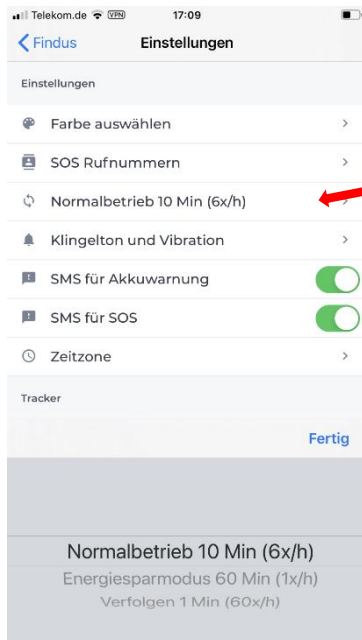 Telekom.de VPN 17:09
Findus Einstellungen
Einstellungen
Farbe auswählen
SOS Rufnummern
Normalbetrieb 10 Min (6x/h)
Klingelton und Vibration
SMS für Akkuwarnung
SMS für SOS
Zeitzone
Tracker
Fertig
Normalbetrieb 10 Min (6x/h)
Energiesparmodus 60 Min (1x/h)
Verfolgen 1 Min (60x/h)